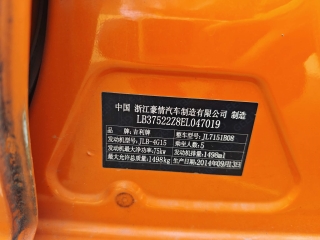 中国 浙江豪情汽车制造有限公司 制造
LB37522Z8EL047019
品牌：吉利牌 整车型号：JL7151B08
发动机型号：JLB-4G15 乘坐人数：5
发动机最大净功率：75kw 发动机排量：1498ml
最大允许总质量：1498kg 生产日期：2014年09月13日